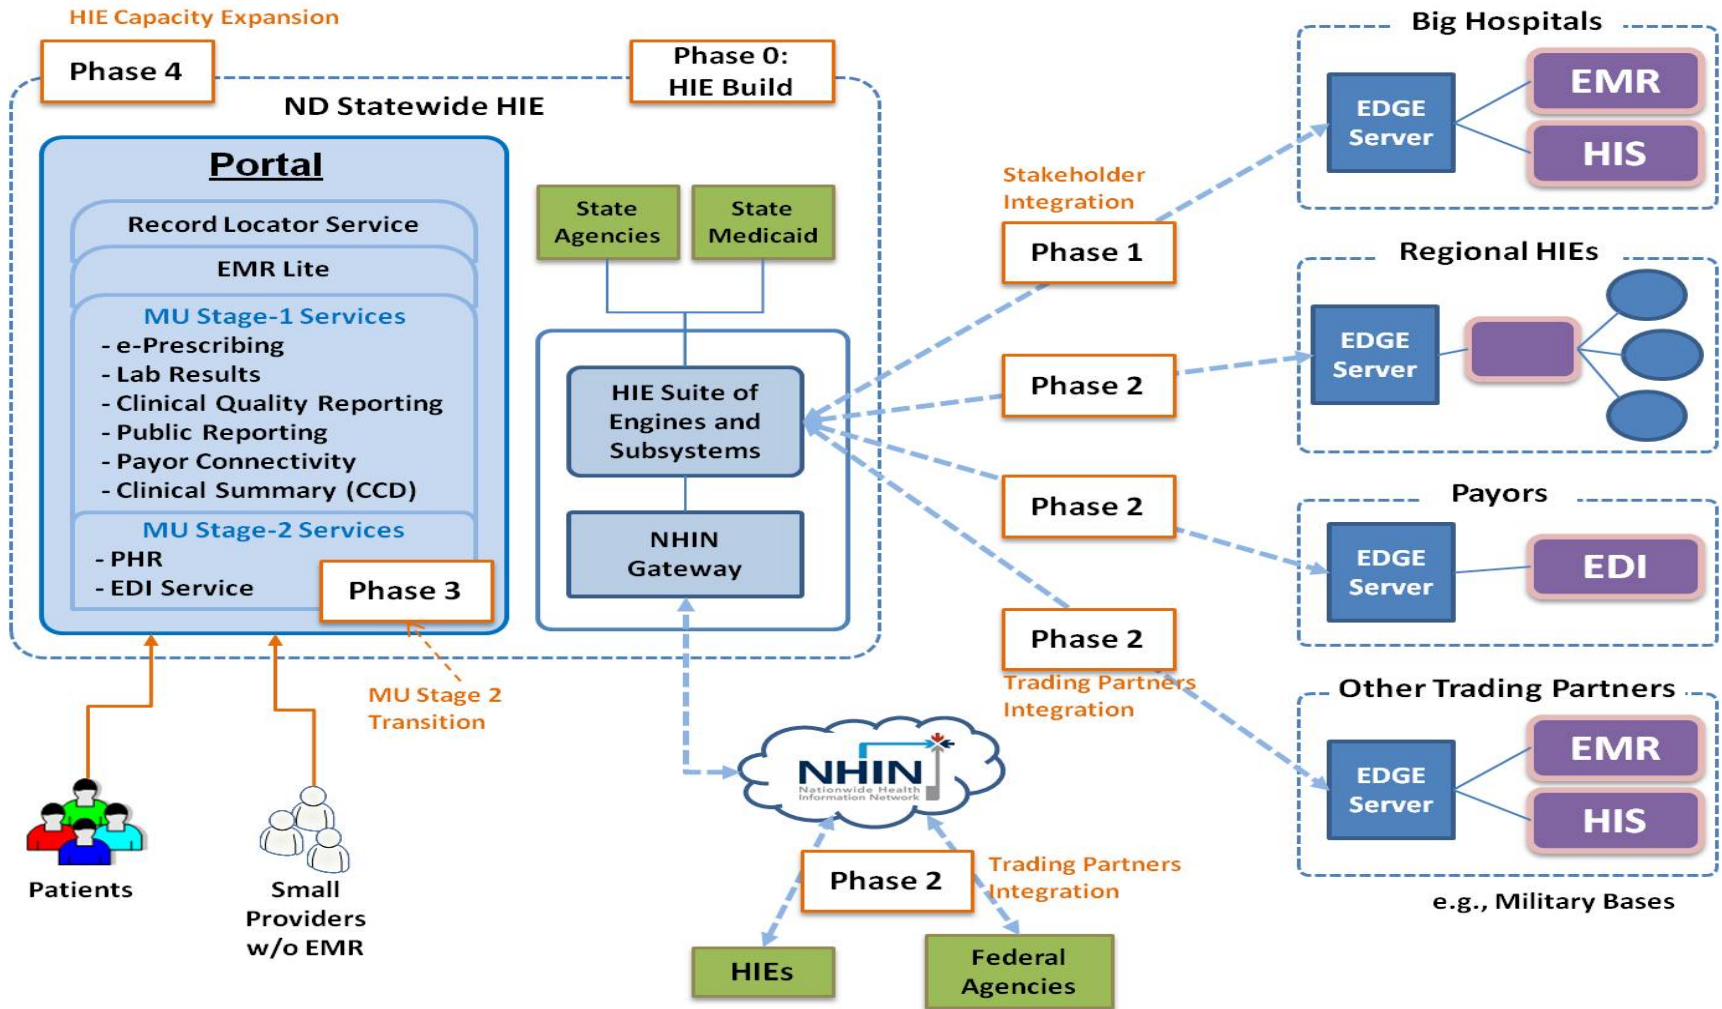 HIE Capacity Expansion
Phase 4
Phase 0:
HIE Build
ND Statewide HIE
Portal
Record Locator Service
EMR Lite
MU Stage-1 Services
- e-Prescribing
- Lab Results
- Clinical Quality Reporting
- Public Reporting
- Payor Connectivity
- Clinical Summary (CCD)
MU Stage-2 Services
- PHR
- EDI Service
Phase 3
MU Stage 2
Transition
Patients
Small
Providers
w/o EMR
State
Agencies
State
Medicaid
HIE Suite of
Engines and
Subsystems
NHIN
Gateway
NHIN
Nationwide Health
Information Network
Phase 2
Trading Partners
Integration
HIEs
Federal
Agencies
Stakeholder
Integration
Phase 1
Phase 2
Phase 2
Phase 2
Trading Partners
Integration
Big Hospitals
EDGE
Server
EMR
HIS
Regional HIEs
EDGE
Server
Payors
EDGE
Server
EDI
Other Trading Partners
EDGE
Server
EMR
HIS
e.g., Military Bases